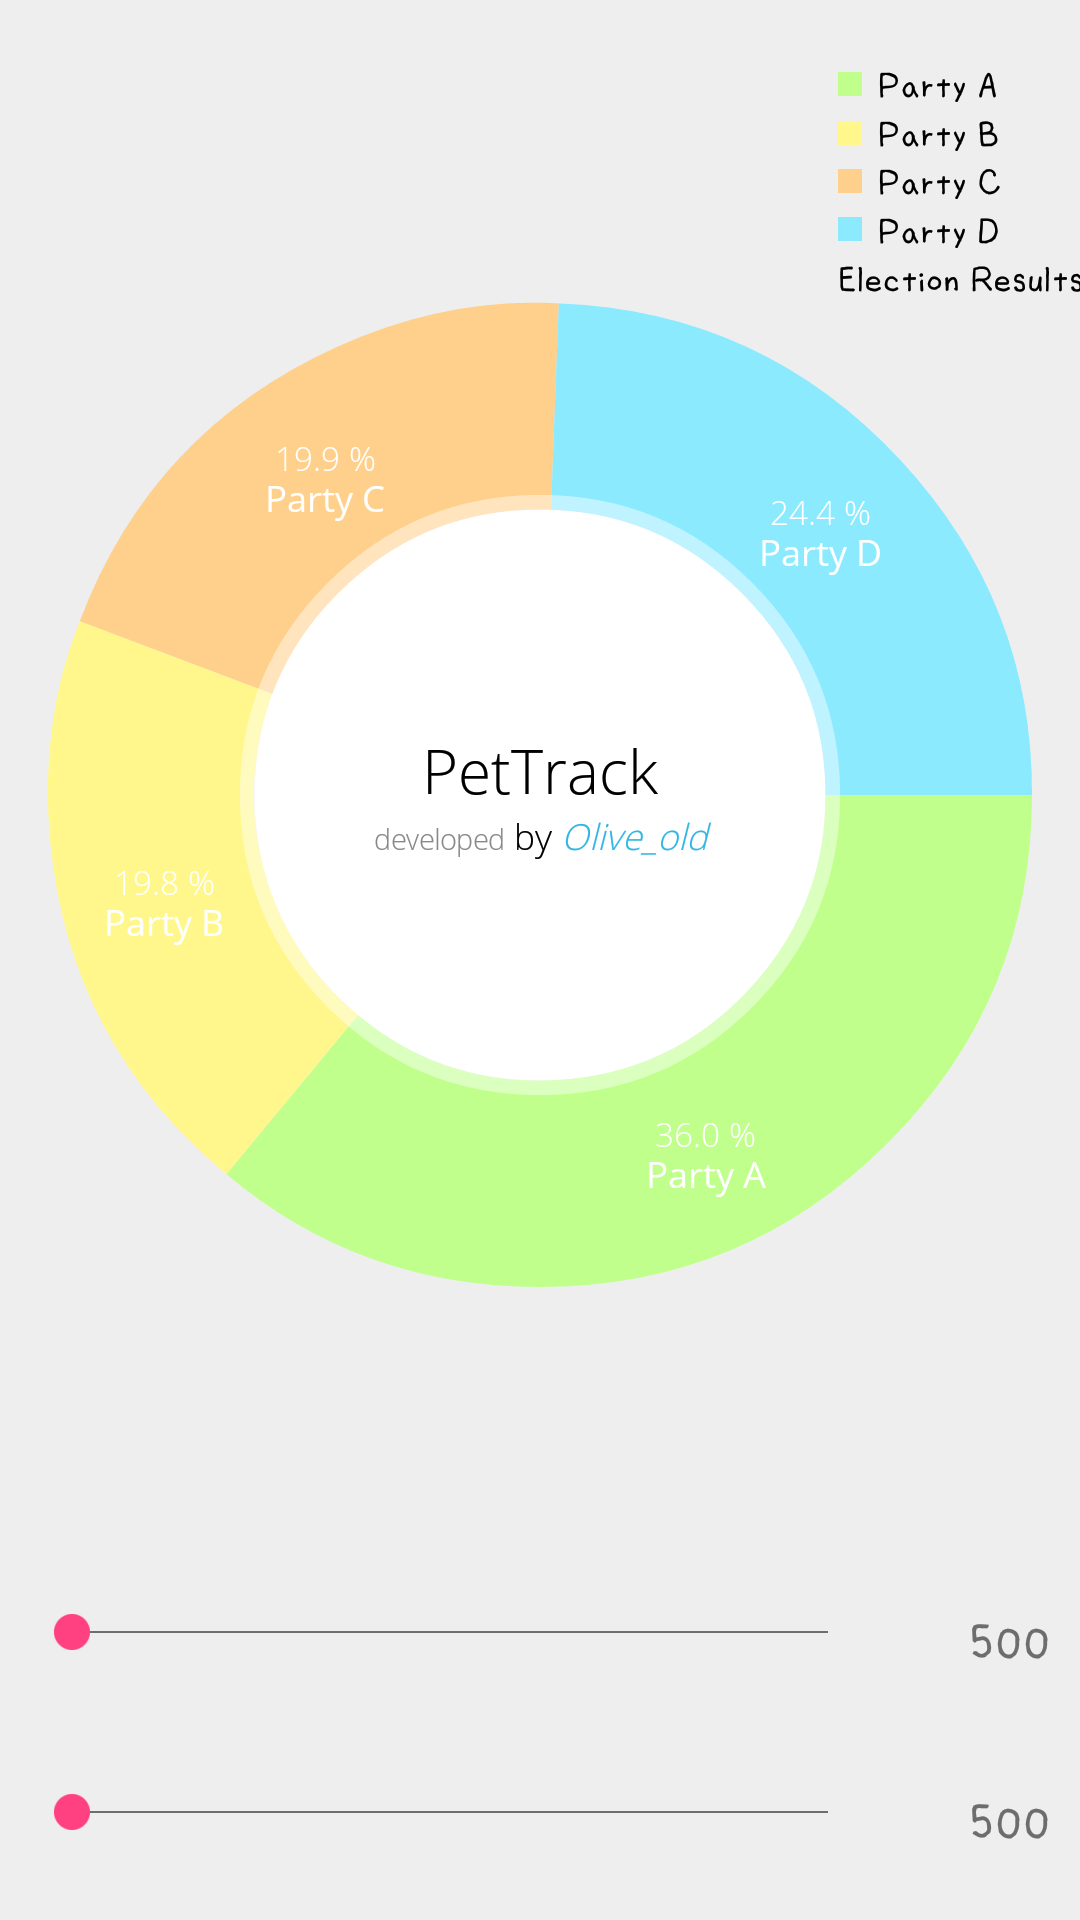 Party A
Party B
Party C
Party D
Election Results
19.9 %
Party C
24.4 %
Party D
PetTrack
developed by Olive_old
19.8 %
Party B
36.0 %
Party A
500
500